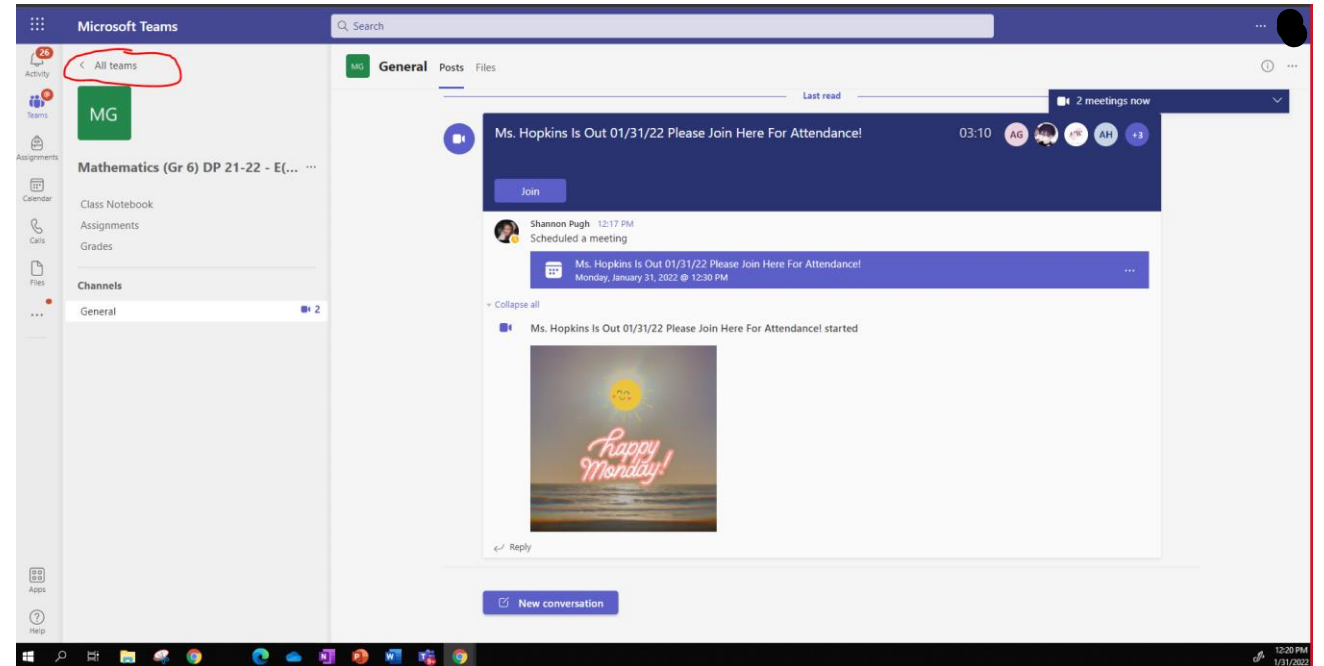 Microsoft Teams
Search
26
Activity
Teams
Assignments
Calendar
Calls
Files
Apps
Help
< All teams
MG
Mathematics (Gr 6) DP 21-22 - E(... ...
Class Notebook
Assignments
Grades
Channels
General 2
MG General Posts Files
Last read
2 meetings now
Ms. Hopkins Is Out 01/31/22 Please Join Here For Attendance! 03:10 AG AH +3
Join
Shannon Pugh 12:17 PM
Scheduled a meeting
Ms. Hopkins Is Out 01/31/22 Please Join Here For Attendance!
Monday, January 31, 2022 @ 12:30 PM
Collapse all
Ms. Hopkins Is Out 01/31/22 Please Join Here For Attendance! started
happy
Monday!
Reply
New conversation
12:20 PM
1/31/2022